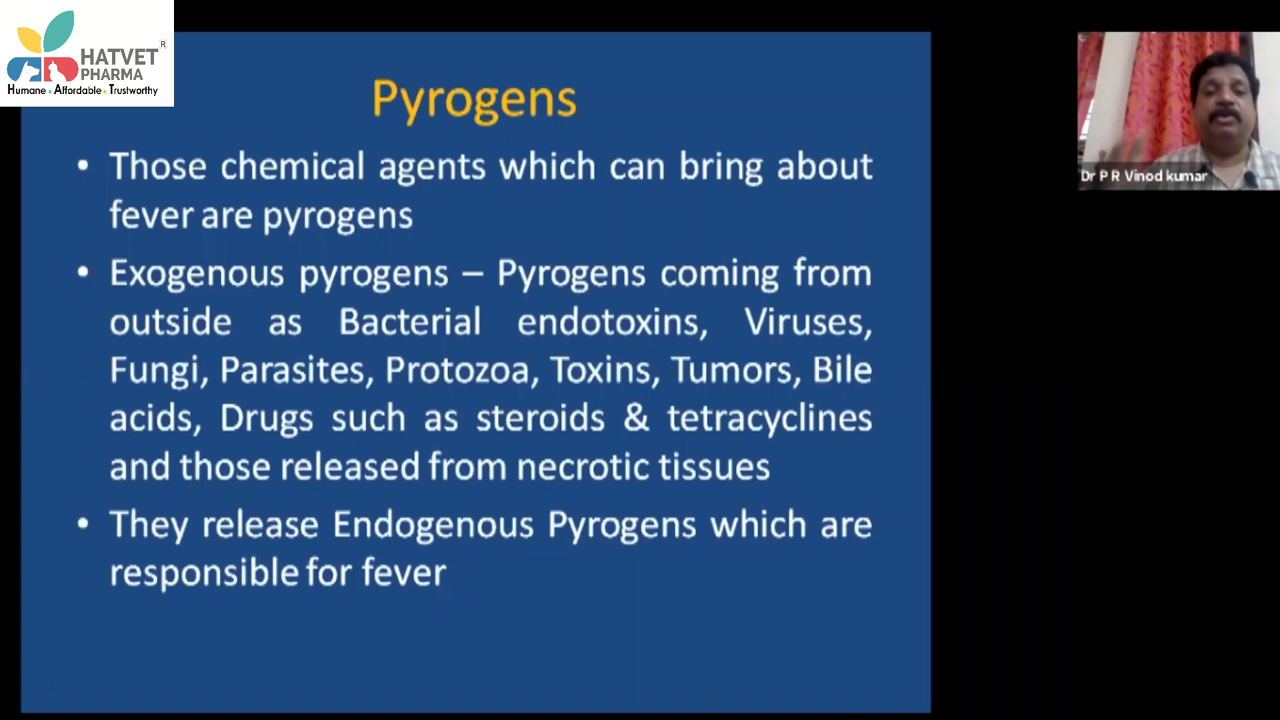 HATVET®
PHARMA
Humane • Affordable • Trustworthy
Pyrogens
• Those chemical agents which can bring about
fever are pyrogens
• Exogenous pyrogens – Pyrogens coming from
outside as Bacterial endotoxins, Viruses,
Fungi, Parasites, Protozoa, Toxins, Tumors, Bile
acids, Drugs such as steroids & tetracyclines
and those released from necrotic tissues
• They release Endogenous Pyrogens which are
responsible for fever
Dr P R Vinod kumar